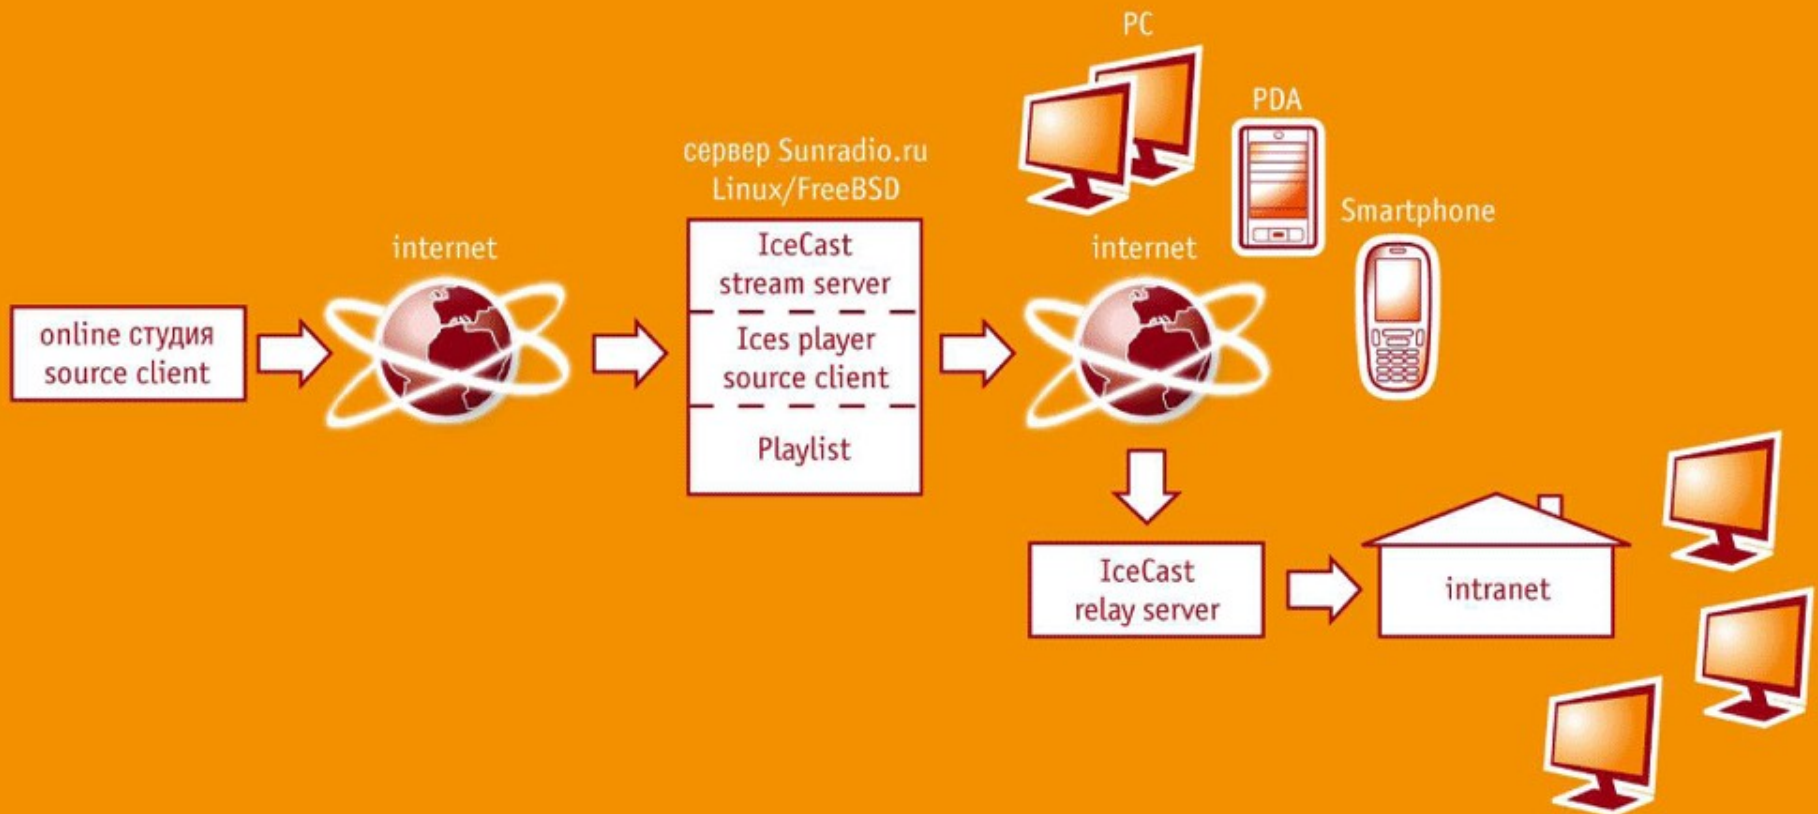 PC
PDA
сервер Sunradio.ru
Linux/FreeBSD
Smartphone
internet
IceCast
stream server
internet
online студия
source client
Ices player
source client
Playlist
IceCast
relay server
intranet